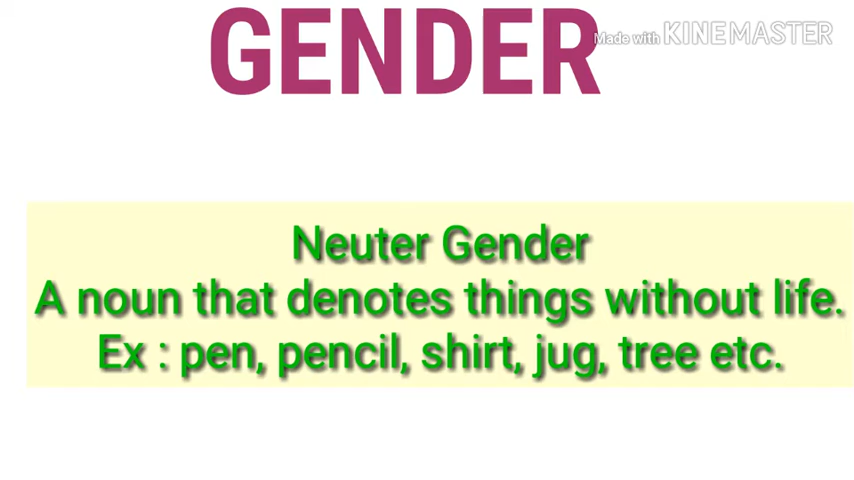 GENDER
Made with KINEMASTER
Neuter Gender
A noun that denotes things without life.
Ex : pen, pencil, shirt, jug, tree etc.